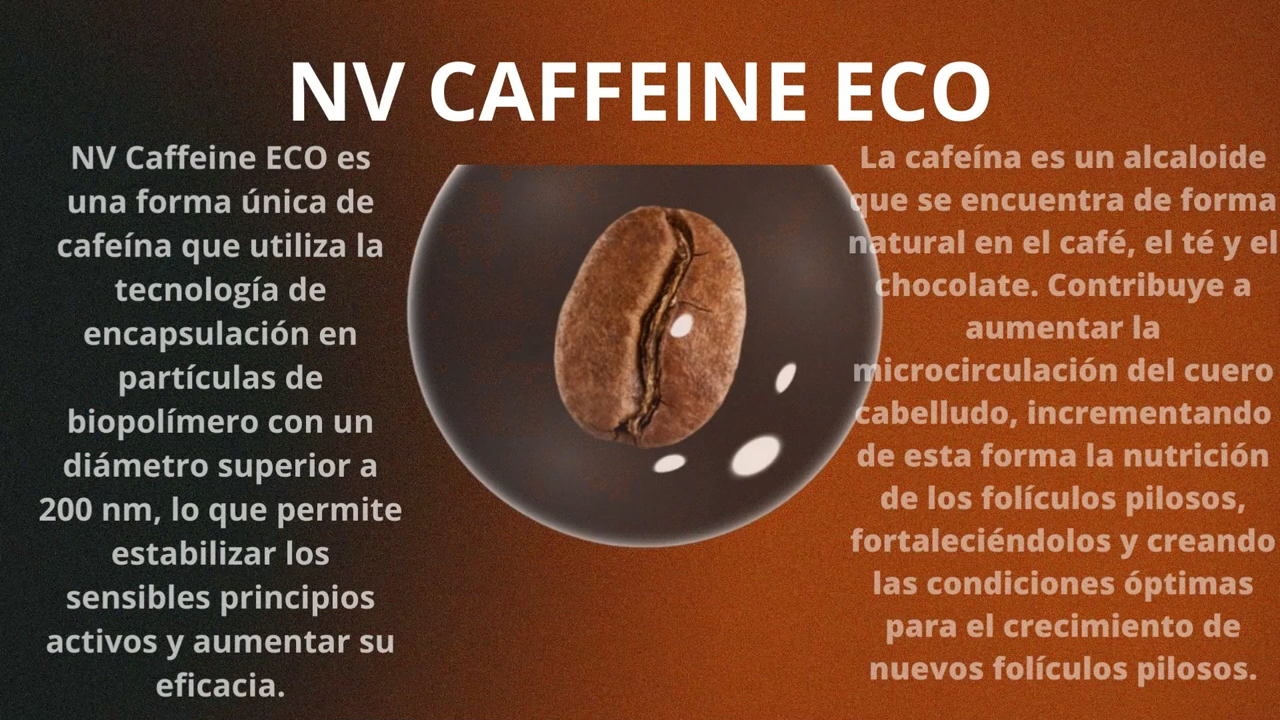 NV CAFFEINE ECO
NV Caffeine ECO es
una forma única de
cafeína que utiliza la
tecnología de
encapsulación en
partículas de
biopolímero con un
diámetro superior a
200 nm, lo que permite
estabilizar los
sensibles principios
activos y aumentar su
eficacia.
La cafeína es un alcaloide
que se encuentra de forma
natural en el café, el té y el
chocolate. Contribuye a
aumentar la
microcirculación del cuero
cabelludo, incrementando
de esta forma la nutrición
de los folículos pilosos,
fortaleciéndolos y creando
las condiciones óptimas
para el crecimiento de
nuevos folículos pilosos.